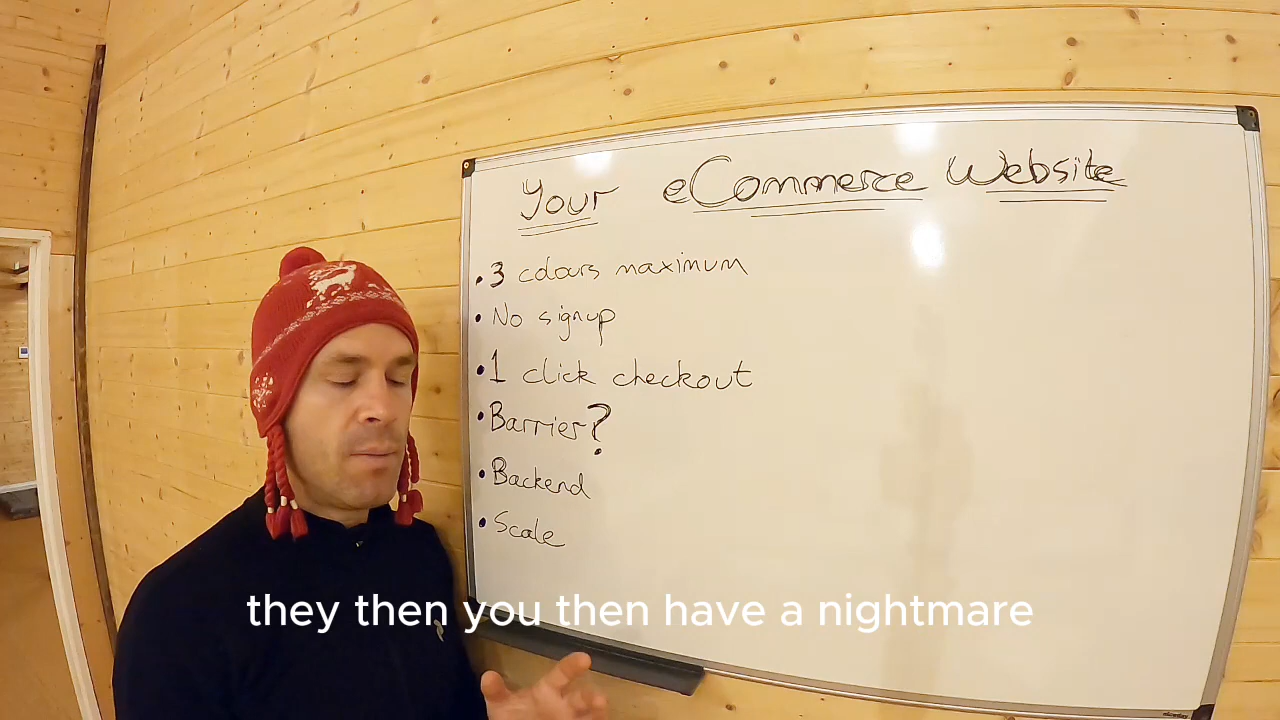 Your eCommerce Website
• 3 colours maximum
• No signup
• 1 click checkout
• Barrier?
• Backend
• Scale
they then you then have a nightmare